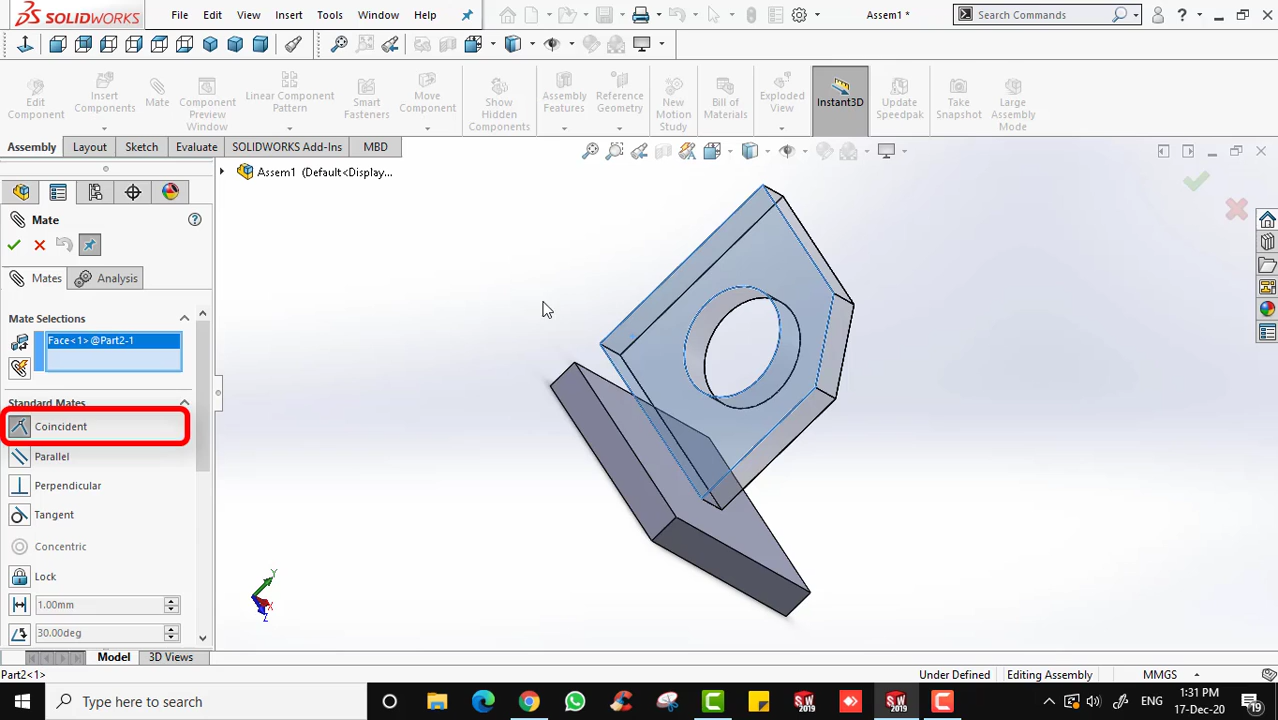 SOLIDWORKS
File Edit View Insert Tools Window Help
Assem1 *
Search Commands
?
Edit Component
Insert Components
Mate
Component Preview Window
Linear Component Pattern
Smart Fasteners
Move Component
Show Hidden Components
Assembly Features
Reference Geometry
New Motion Study
Bill of Materials
Exploded View
Instant3D
Update Speedpak
Take Snapshot
Large Assembly Mode
Assembly Layout Sketch Evaluate SOLIDWORKS Add-Ins MBD
Assem1 (Default<Display...
Mate
?
Mates Analysis
Mate Selections
Face<1>@Part2-1
Standard Mates
Coincident
Parallel
Perpendicular
Tangent
Concentric
Lock
1.00mm
30.00deg
Y
X
Z
Model 3D Views
Part2<1>
Under Defined Editing Assembly MMGS
Type here to search
SW 2019
SW 2019
ENG
1:31 PM
17-Dec-20
19